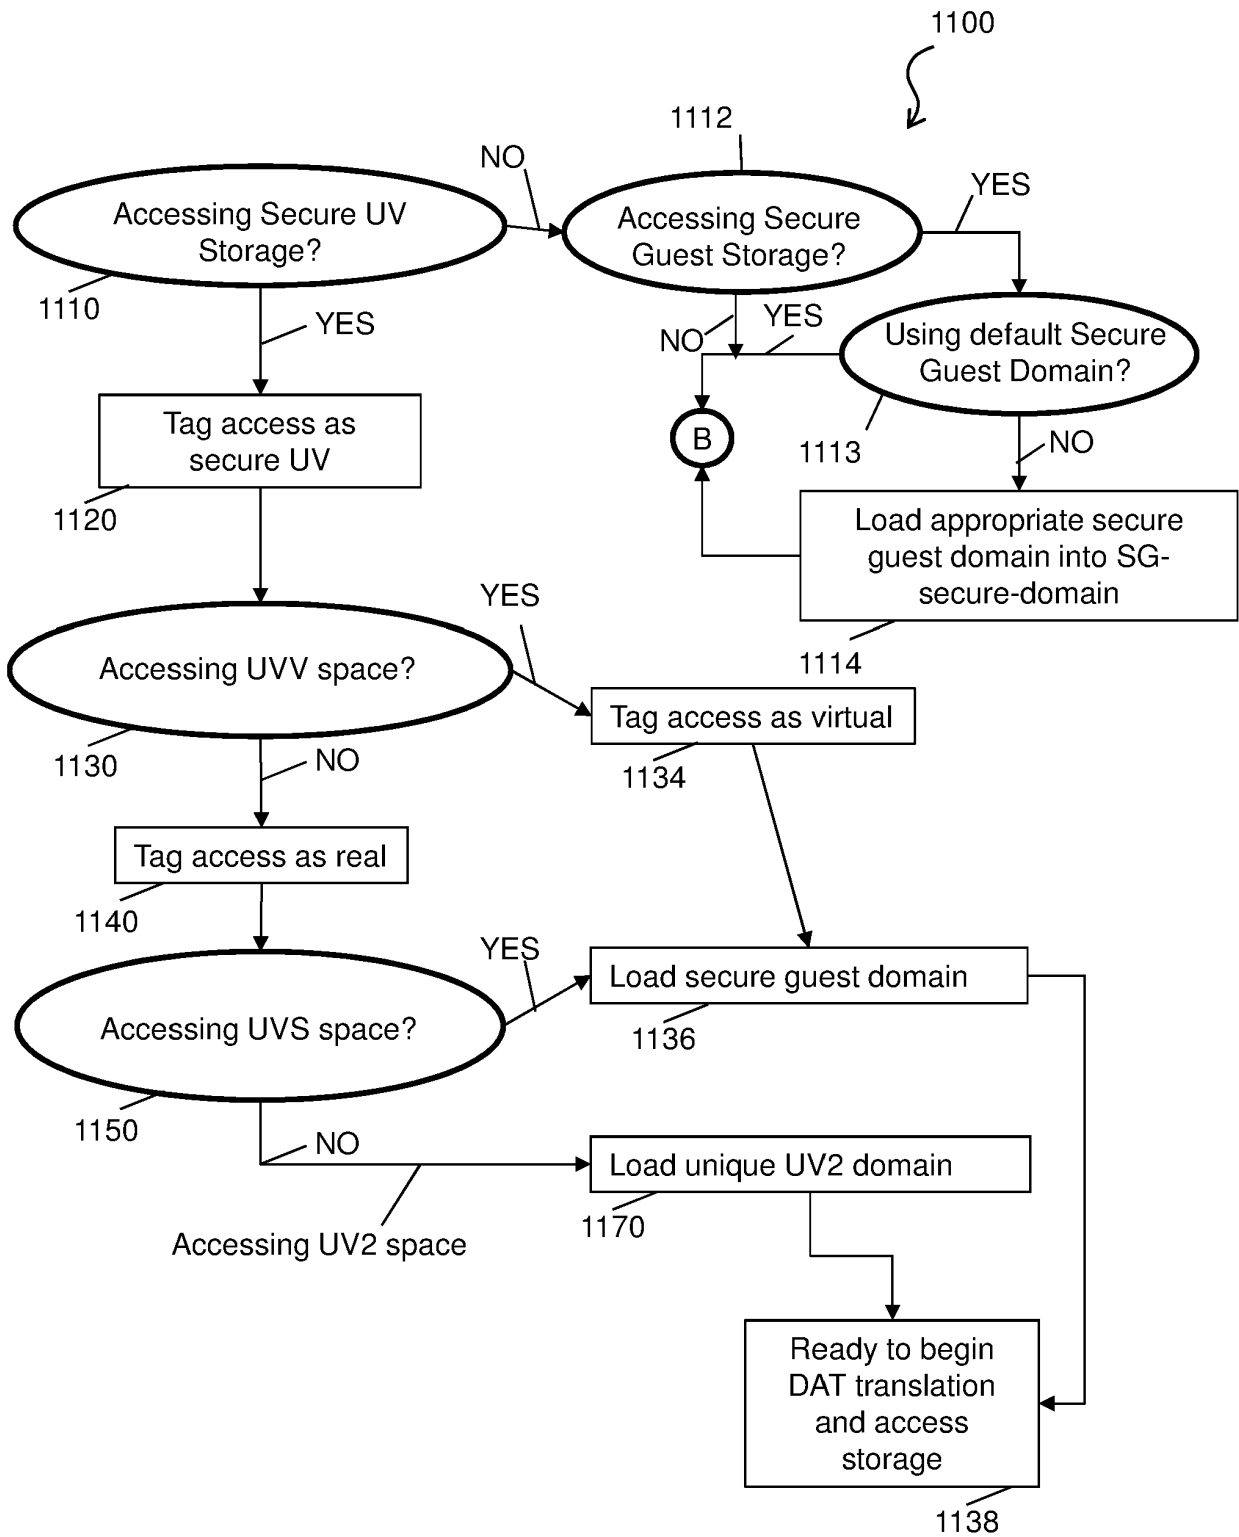 1100
1112
NO
YES
Accessing Secure UV
Storage?
Accessing Secure
Guest Storage?
1110
YES
NO
YES
Using default Secure
Guest Domain?
Tag access as
secure UV
B
1113
NO
1120
Load appropriate secure
guest domain into SG-
secure-domain
1114
YES
Accessing UVV space?
Tag access as virtual
1130
NO
1134
Tag access as real
1140
YES
Load secure guest domain
1136
Accessing UVS space?
1150
NO
Load unique UV2 domain
1170
Accessing UV2 space
Ready to begin
DAT translation
and access
storage
1138